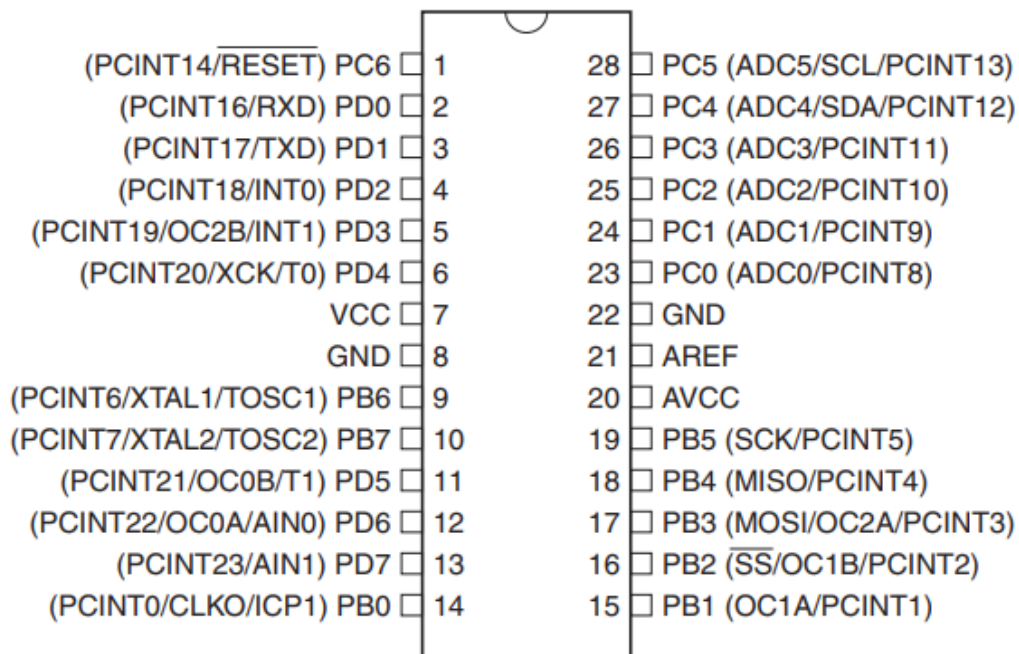 (PCINT14/RESET) PC6 1 28 PC5 (ADC5/SCL/PCINT13)
(PCINT16/RXD) PD0 2 27 PC4 (ADC4/SDA/PCINT12)
(PCINT17/TXD) PD1 3 26 PC3 (ADC3/PCINT11)
(PCINT18/INT0) PD2 4 25 PC2 (ADC2/PCINT10)
(PCINT19/OC2B/INT1) PD3 5 24 PC1 (ADC1/PCINT9)
(PCINT20/XCK/T0) PD4 6 23 PC0 (ADC0/PCINT8)
VCC 7 22 GND
GND 8 21 AREF
(PCINT6/XTAL1/TOSC1) PB6 9 20 AVCC
(PCINT7/XTAL2/TOSC2) PB7 10 19 PB5 (SCK/PCINT5)
(PCINT21/OC0B/T1) PD5 11 18 PB4 (MISO/PCINT4)
(PCINT22/OC0A/AIN0) PD6 12 17 PB3 (MOSI/OC2A/PCINT3)
(PCINT23/AIN1) PD7 13 16 PB2 (SS/OC1B/PCINT2)
(PCINT0/CLKO/ICP1) PB0 14 15 PB1 (OC1A/PCINT1)